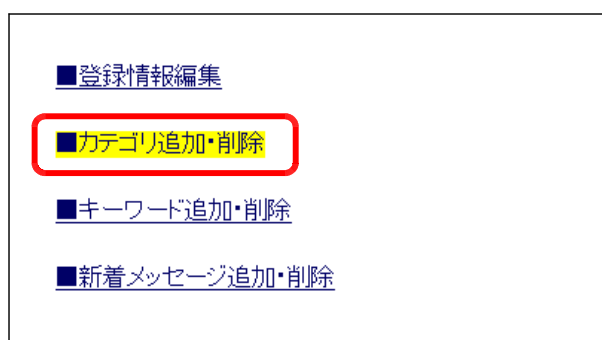 ■登録情報編集
■カテゴリ追加・削除
■キーワード追加・削除
■新着メッセージ追加・削除